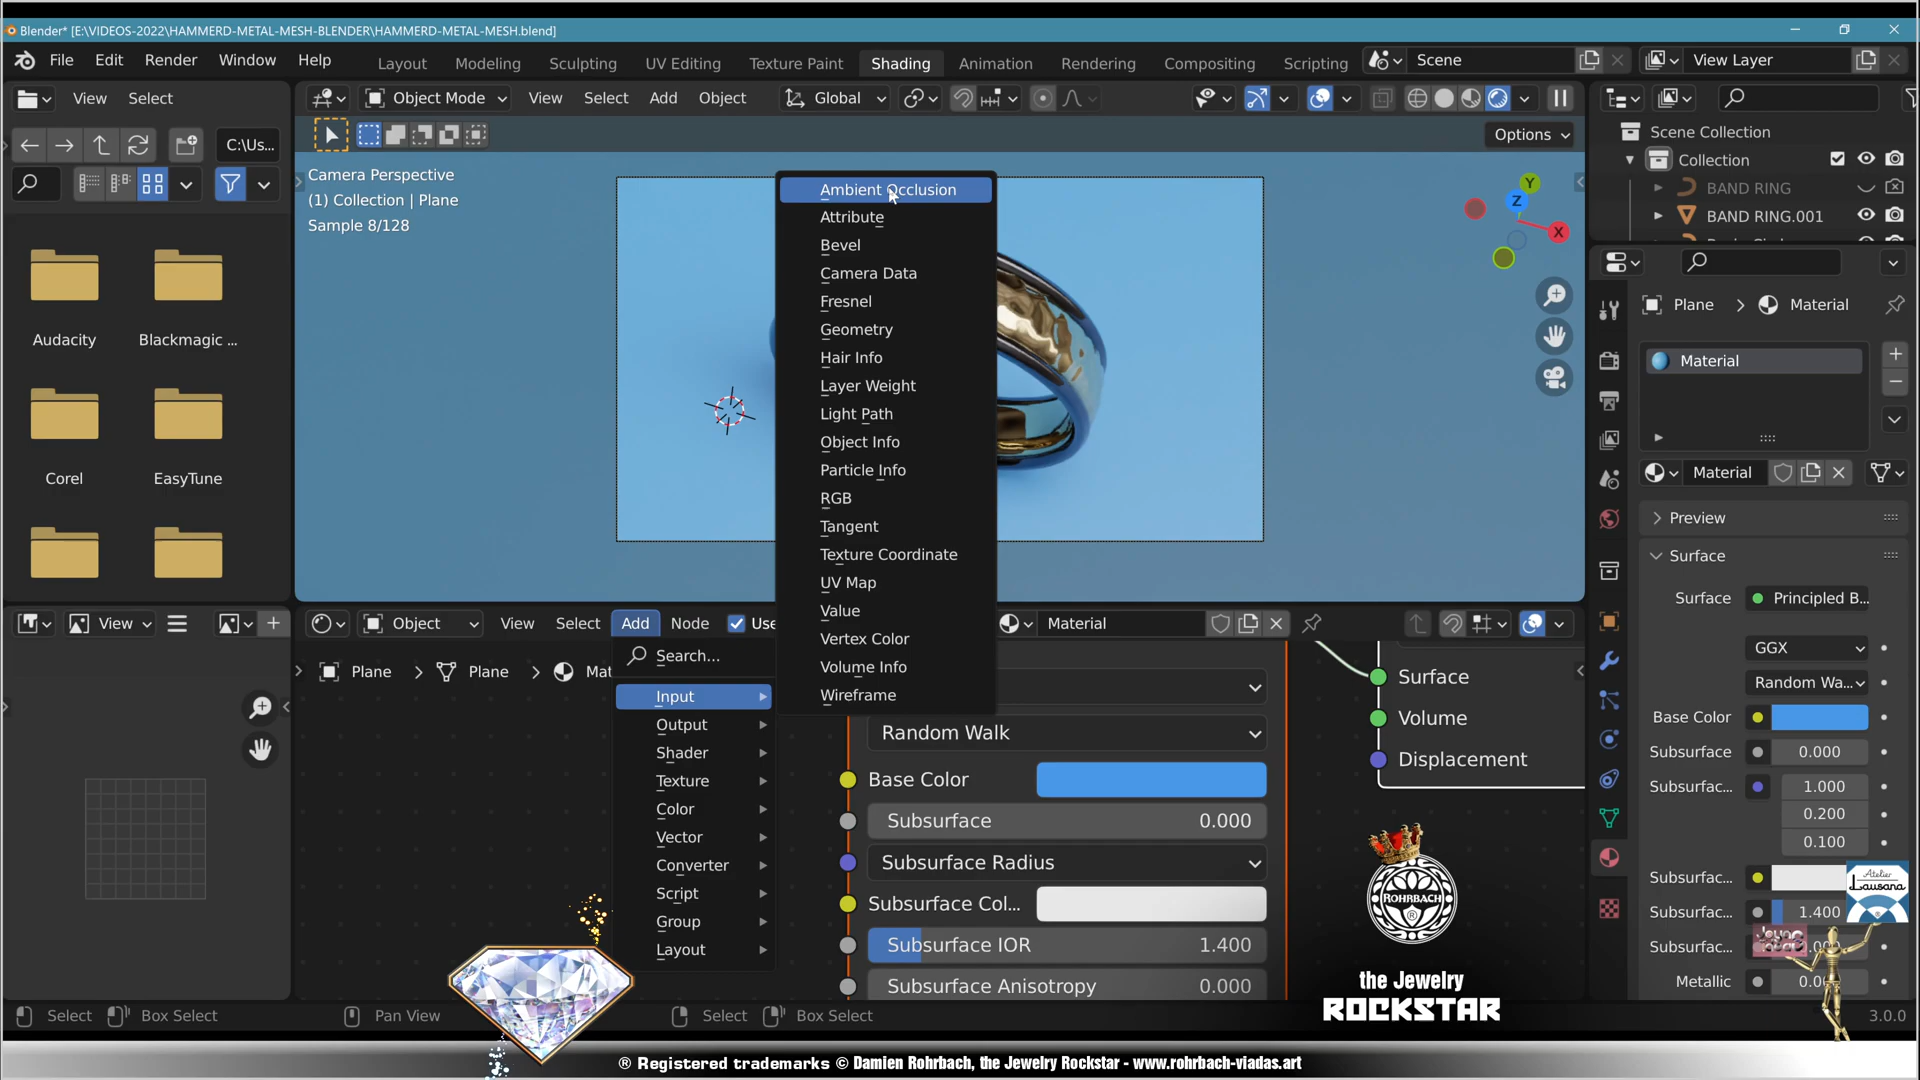 Blender* [E:\VIDEOS-2022\HAMMERD-METAL-MESH-BLENDER\HAMMERD-METAL-MESH.blend]
File Edit Render Window Help Layout Modeling Sculpting UV Editing Texture Paint Shading Animation Rendering Compositing Scripting Scene View Layer
View Select Object Mode View Select Add Object Global
C:\Us...
Options
Scene Collection
Collection
BAND RING
BAND RING.001
Camera Perspective
(1) Collection | Plane
Sample 8/128
Y
Z
X
Audacity Blackmagic ...
Corel EasyTune
Ambient Occlusion
Attribute
Bevel
Camera Data
Fresnel
Geometry
Hair Info
Layer Weight
Light Path
Object Info
Particle Info
RGB
Tangent
Texture Coordinate
UV Map
Value
Vertex Color
Volume Info
Wireframe
Plane Material
Material
Material
Preview
Surface
Surface Principled B...
GGX
Random Wa...
Base Color
Subsurface 0.000
Subsurfac... 1.000
0.200
0.100
Subsurfac...
Subsurfac... 1.400
Subsurfac...
Metallic
View
Object View Select Add Node Use Material
Plane Plane Mat
Search...
Input
Output
Shader
Texture
Color
Vector
Converter
Script
Group
Layout
Random Walk
Base Color
Subsurface 0.000
Subsurface Radius
Subsurface Col...
Subsurface IOR 1.400
Subsurface Anisotropy 0.000
Surface
Volume
Displacement
ROHRBACH
®
the Jewelry
ROCKSTAR
Atelier
Lausana
Select Box Select Pan View Select Box Select 3.0.0
® Registered trademarks © Damien Rohrbach, the Jewelry Rockstar - www.rohrbach-viadas.art